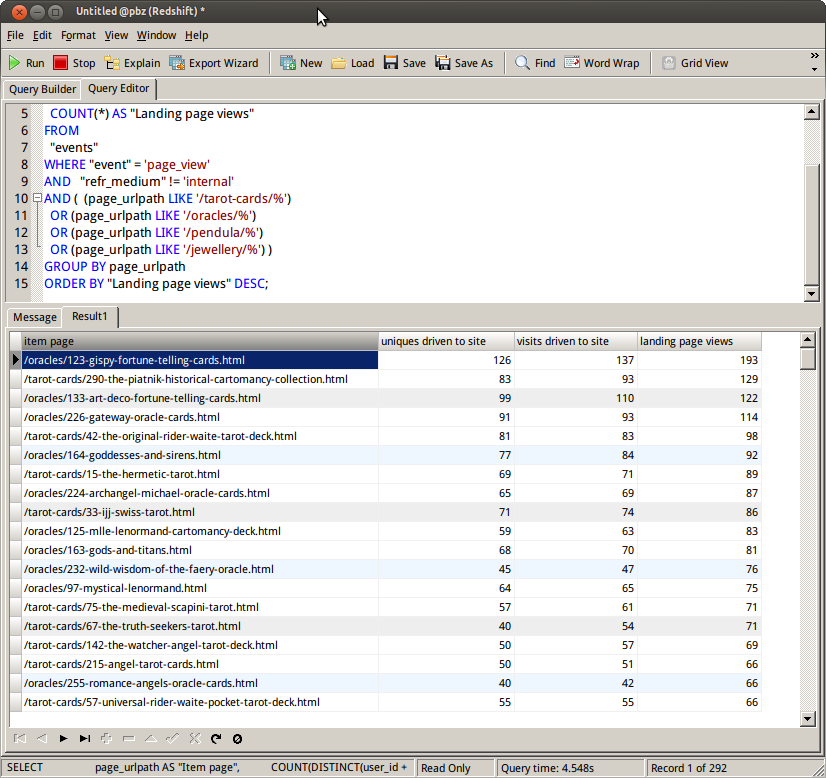 Untitled @pbz (Redshift) *
File Edit Format View Window Help
Run Stop Explain Export Wizard New Load Save Save As Find Word Wrap Grid View
Query Builder Query Editor
5 COUNT(*) AS "Landing page views"
6 FROM
7 "events"
8 WHERE "event" = 'page_view'
9 AND "refr_medium" != 'internal'
10 AND ( (page_urlpath LIKE '/tarot-cards/%')
11 OR (page_urlpath LIKE '/oracles/%')
12 OR (page_urlpath LIKE '/pendula/%')
13 OR (page_urlpath LIKE '/jewellery/%') )
14 GROUP BY page_urlpath
15 ORDER BY "Landing page views" DESC;
Message Result1
item page uniques driven to site visits driven to site landing page views
/oracles/123-gispy-fortune-telling-cards.html 126 137 193
/tarot-cards/290-the-piatnik-historical-cartomancy-collection.html 83 93 129
/oracles/133-art-deco-fortune-telling-cards.html 99 110 122
/oracles/226-gateway-oracle-cards.html 91 93 114
/tarot-cards/42-the-original-rider-waite-tarot-deck.html 81 83 98
/oracles/164-goddesses-and-sirens.html 77 84 92
/tarot-cards/15-the-hermetic-tarot.html 69 71 89
/oracles/224-archangel-michael-oracle-cards.html 65 69 87
/tarot-cards/33-ijj-swiss-tarot.html 71 74 86
/oracles/125-mlle-lenormand-cartomancy-deck.html 59 63 83
/oracles/163-gods-and-titans.html 68 70 81
/oracles/232-wild-wisdom-of-the-faery-oracle.html 45 47 76
/oracles/97-mystical-lenormand.html 64 65 75
/tarot-cards/75-the-medieval-scapini-tarot.html 57 61 71
/tarot-cards/67-the-truth-seekers-tarot.html 40 54 71
/tarot-cards/142-the-watcher-angel-tarot-deck.html 50 57 69
/tarot-cards/215-angel-tarot-cards.html 50 51 66
/oracles/255-romance-angels-oracle-cards.html 40 42 66
/tarot-cards/57-universal-rider-waite-pocket-tarot-deck.html 55 55 66
SELECT page_urlpath AS "Item page", COUNT(DISTINCT(user_id + Read Only Query time: 4.548s Record 1 of 292